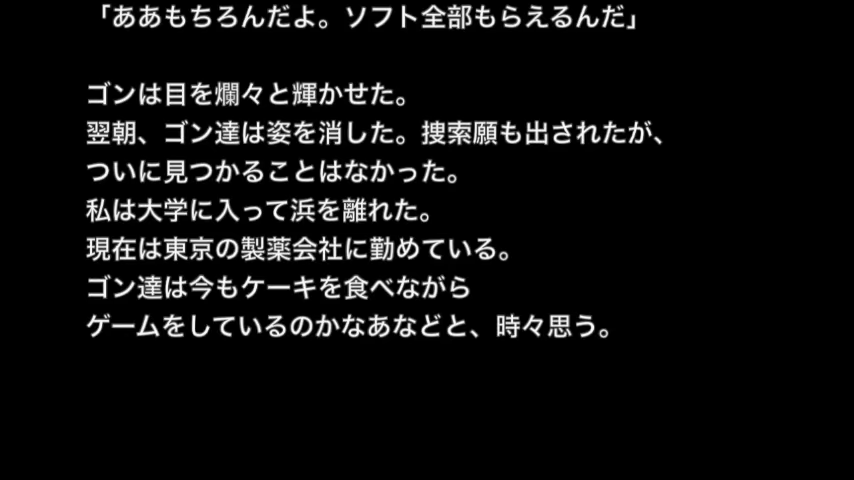 「ああもちろんだよ。ソフト全部もらえるんだ」
ゴンは目を爛々と輝かせた。
翌朝、ゴン達は姿を消した。捜索願も出されたが、
ついに見つかることはなかった。
私は大学に入って浜を離れた。
現在は東京の製薬会社に勤めている。
ゴン達は今もケーキを食べながら
ゲームをしているのかなあなどと、時々思う。